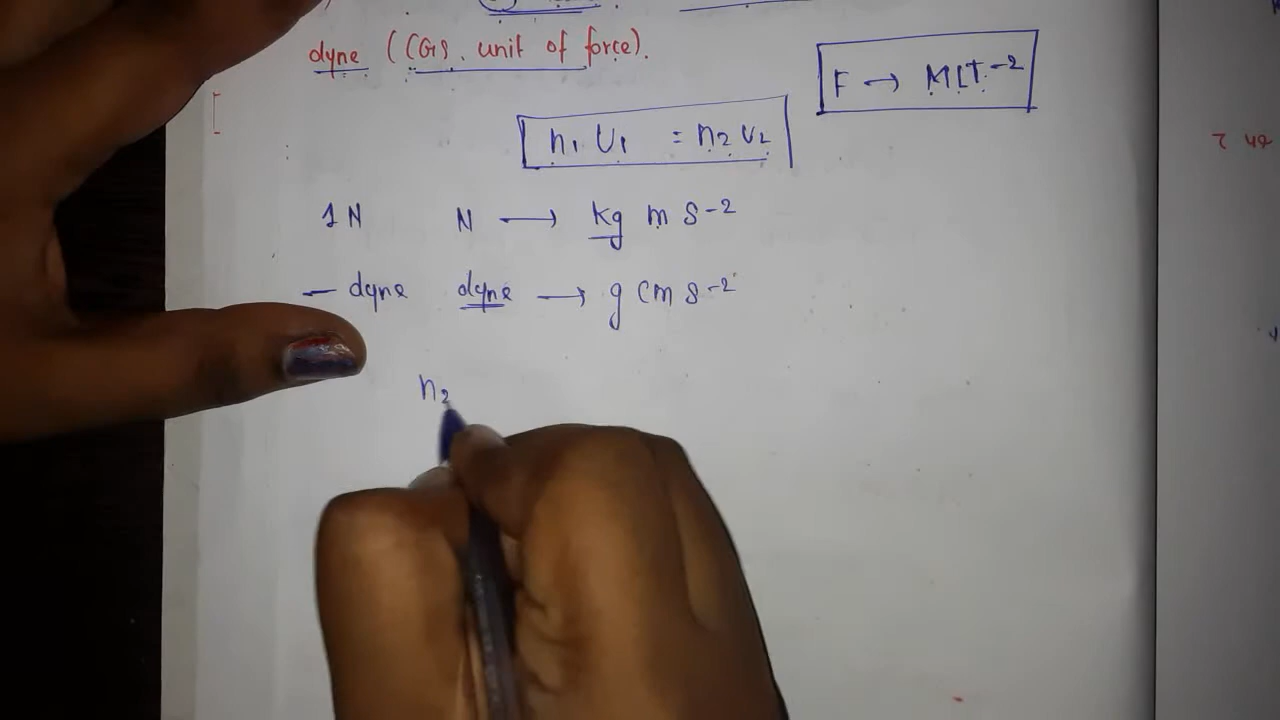 dyne (CGS. unit of force).
F → MLT⁻²
n₁ U₁ = n₂ U₂
1 N N → kg m s⁻²
— dyne dyne → g cm s⁻²
n₂